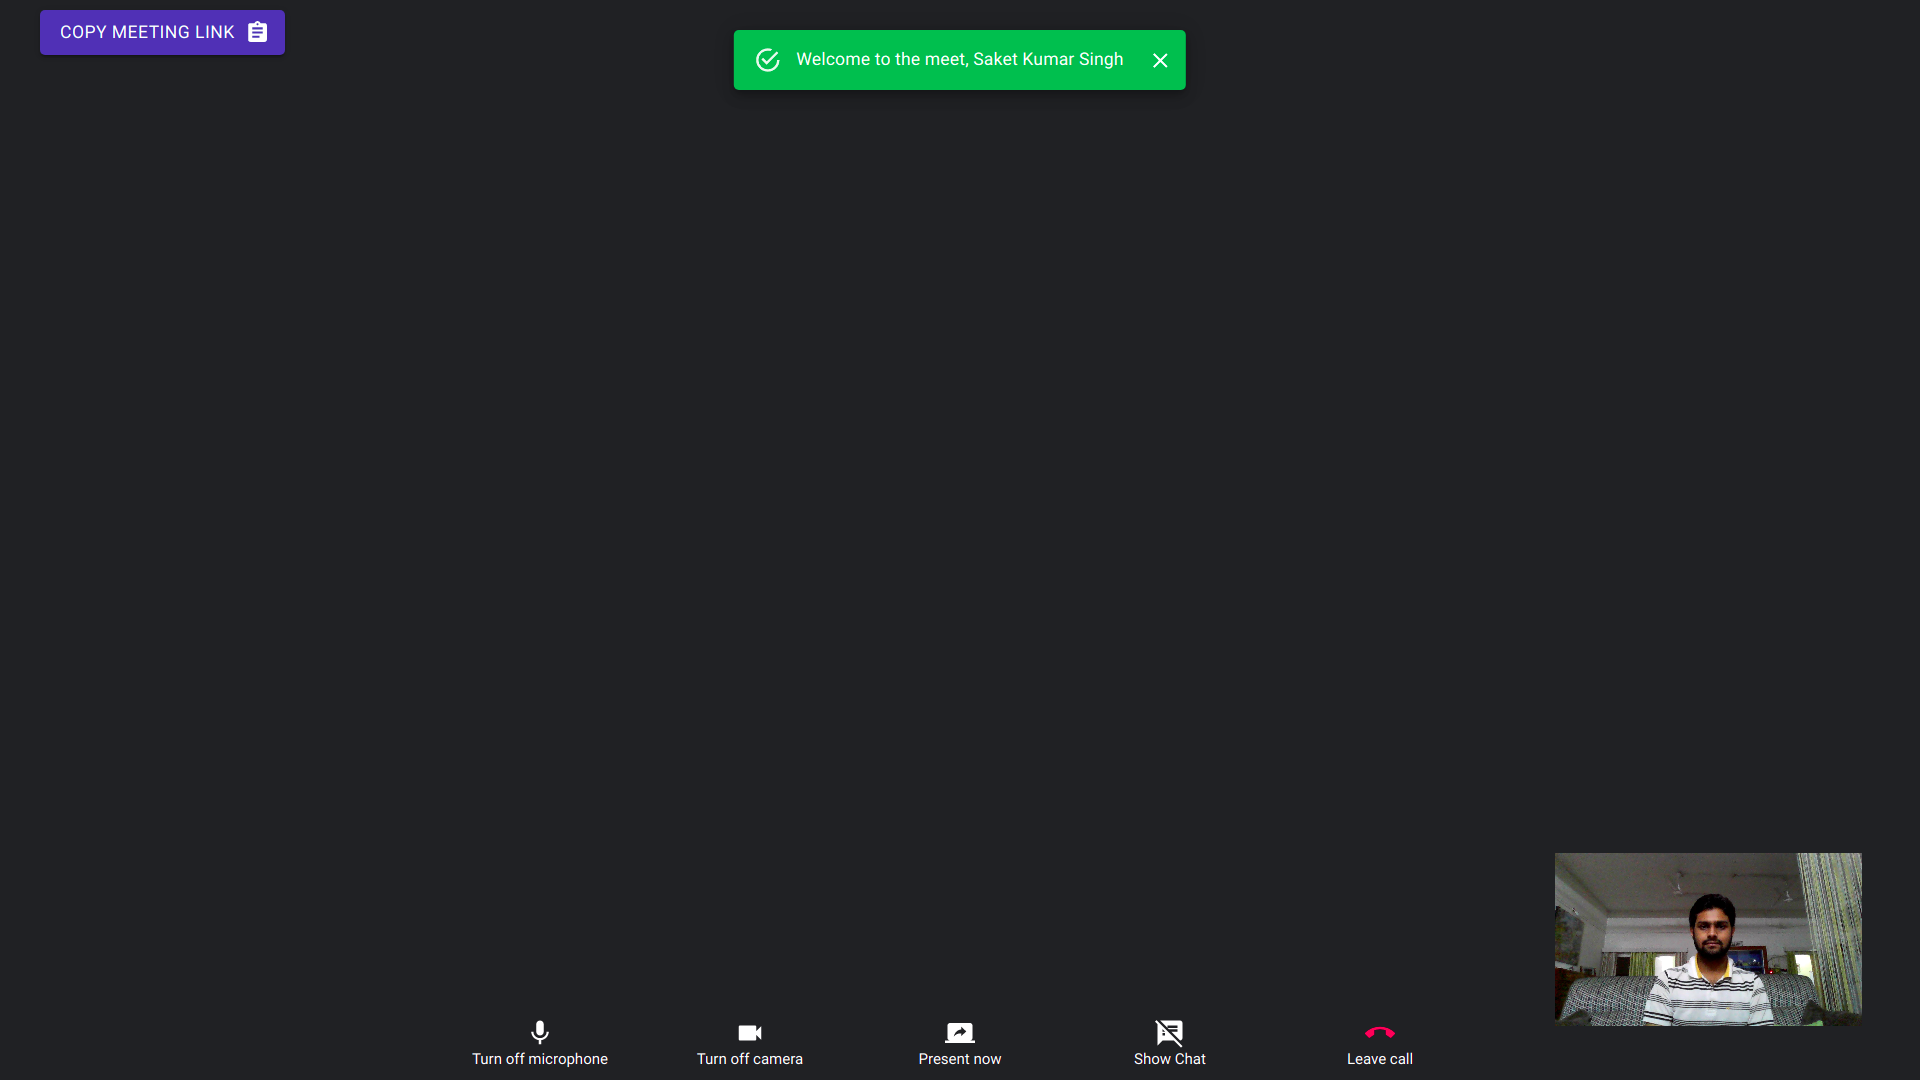 COPY MEETING LINK
Welcome to the meet, Saket Kumar Singh
Turn off microphone
Turn off camera
Present now
Show Chat
Leave call